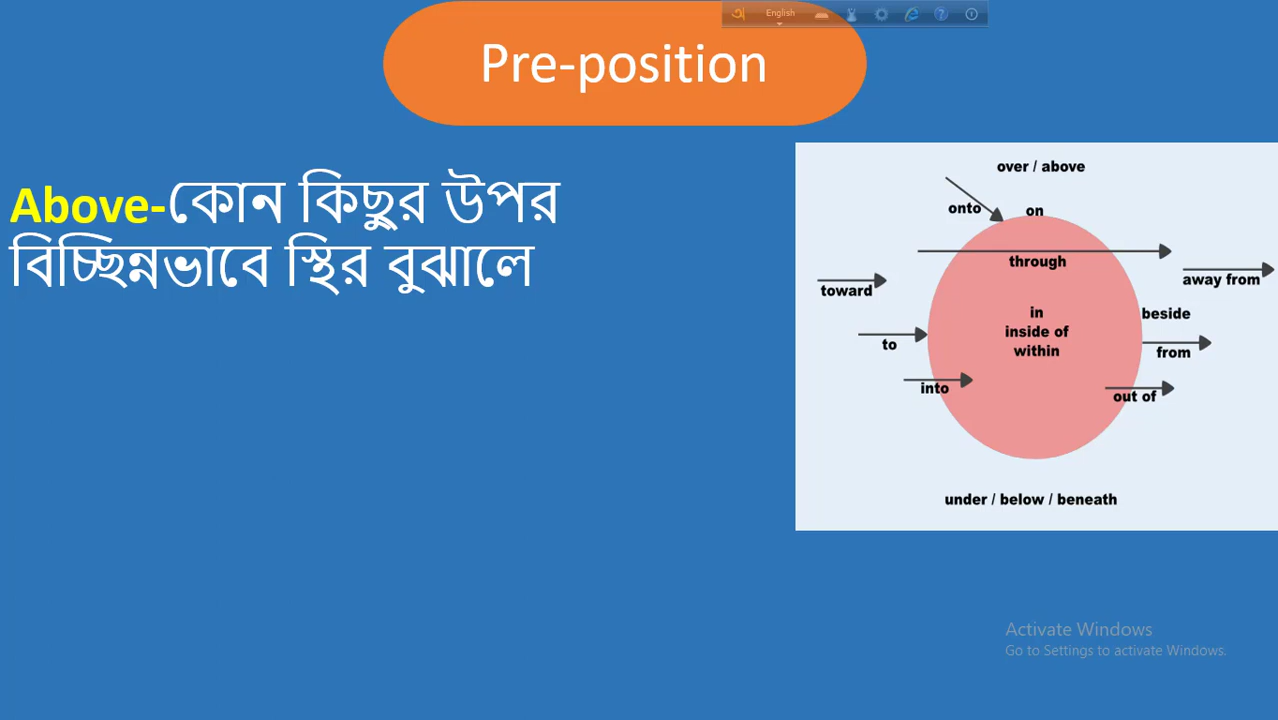 English
Pre-position
Above-কোন কিছুর উপর
বিচ্ছিন্নভাবে স্থির বুঝালে
over / above
onto
on
through
toward
away from
in
beside
inside of
to
within
from
into
out of
under / below / beneath
Activate Windows
Go to Settings to activate Windows.